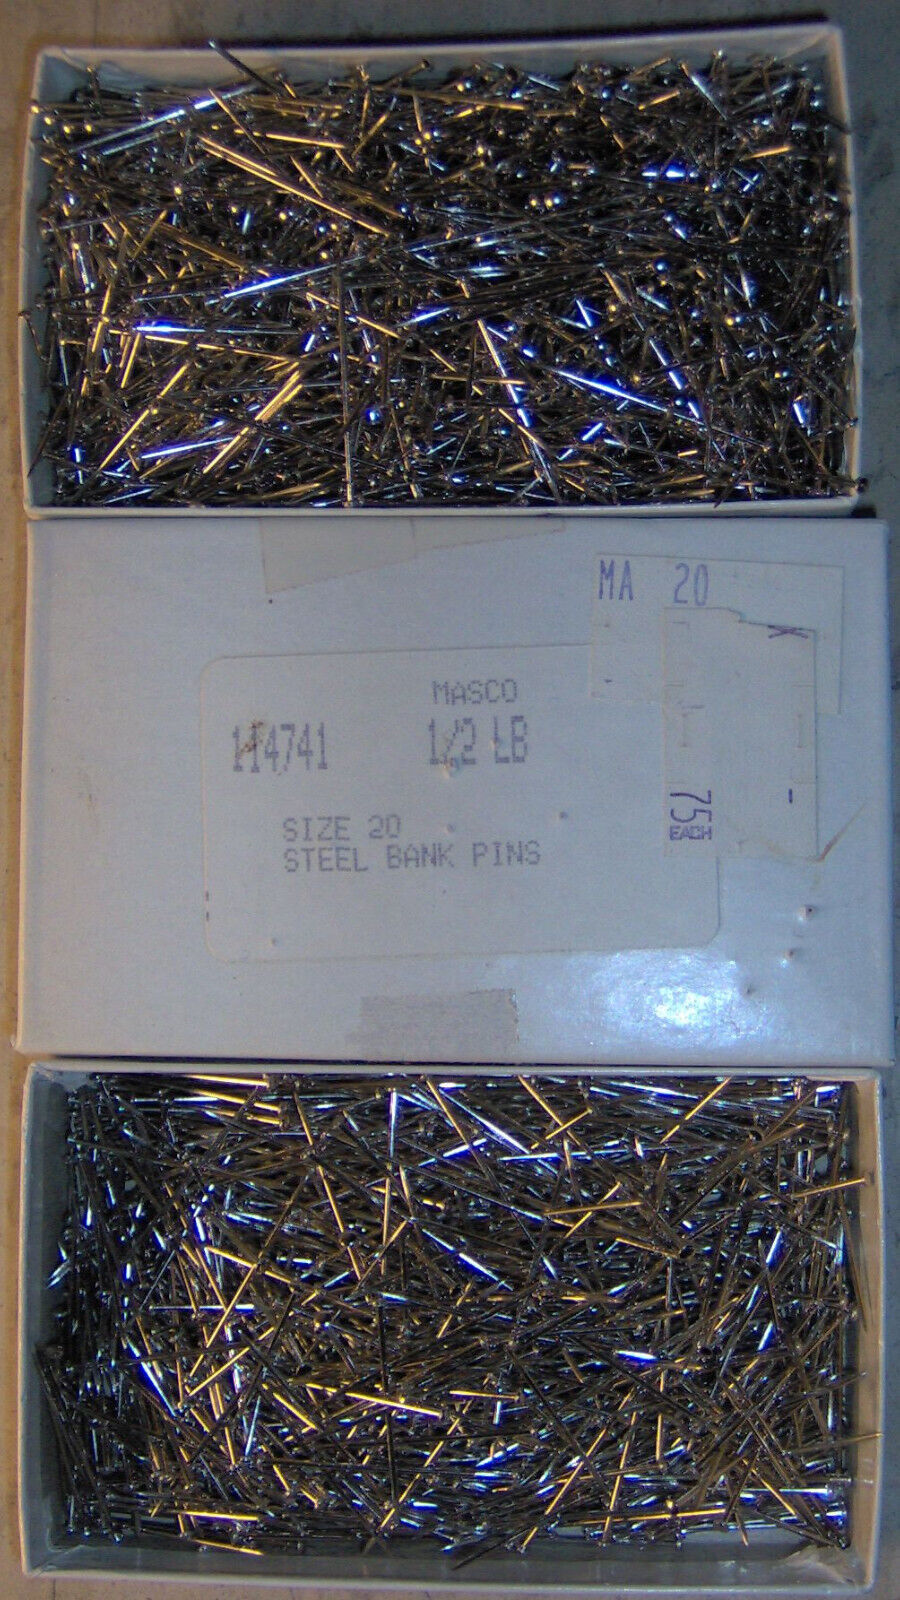 MA 20
K
MASCO
114741 1/2 LB
75
EACH
SIZE 20
STEEL BANK PINS